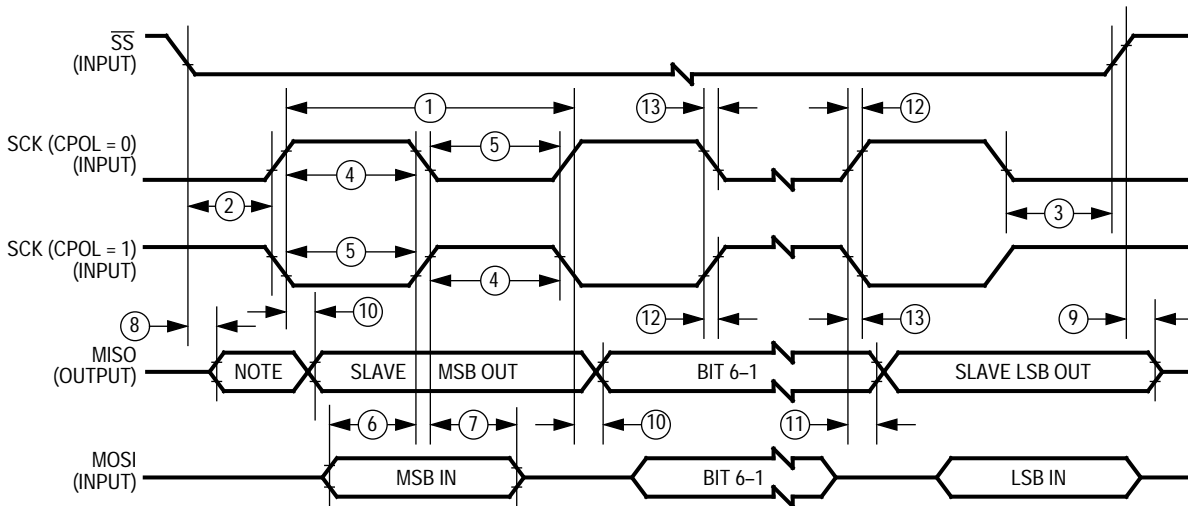 SS
(INPUT)
1
13
12
SCK (CPOL = 0)
(INPUT)
5
4
2
3
SCK (CPOL = 1)
(INPUT)
5
4
8
10
12
13
9
MISO
(OUTPUT)
NOTE
SLAVE MSB OUT
BIT 6–1
SLAVE LSB OUT
6
7
10
11
MOSI
(INPUT)
MSB IN
BIT 6–1
LSB IN